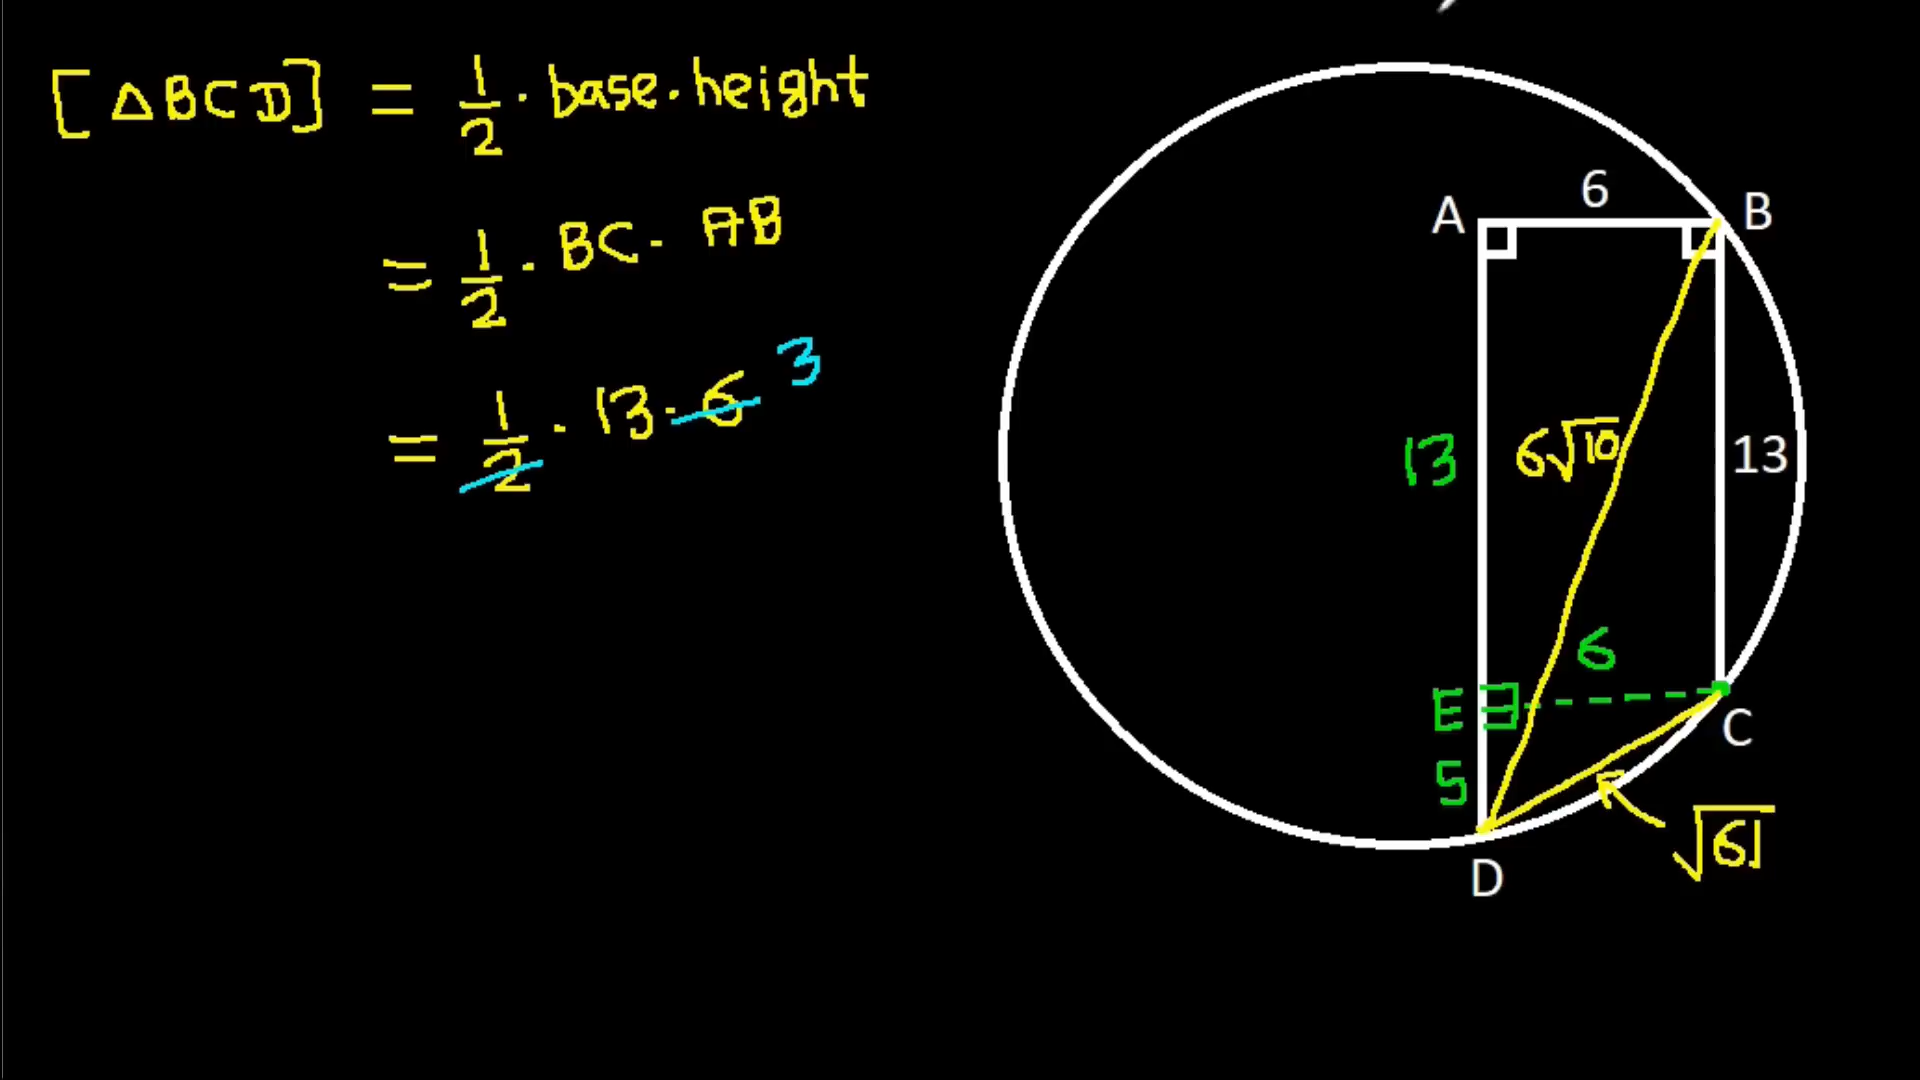 [△BCD] = 1/2 · base · height
= 1/2 · BC · AB
= 1/2 · 13 · 6 3
6
A
B
13
6√10
13
6
E
C
5
√61
D